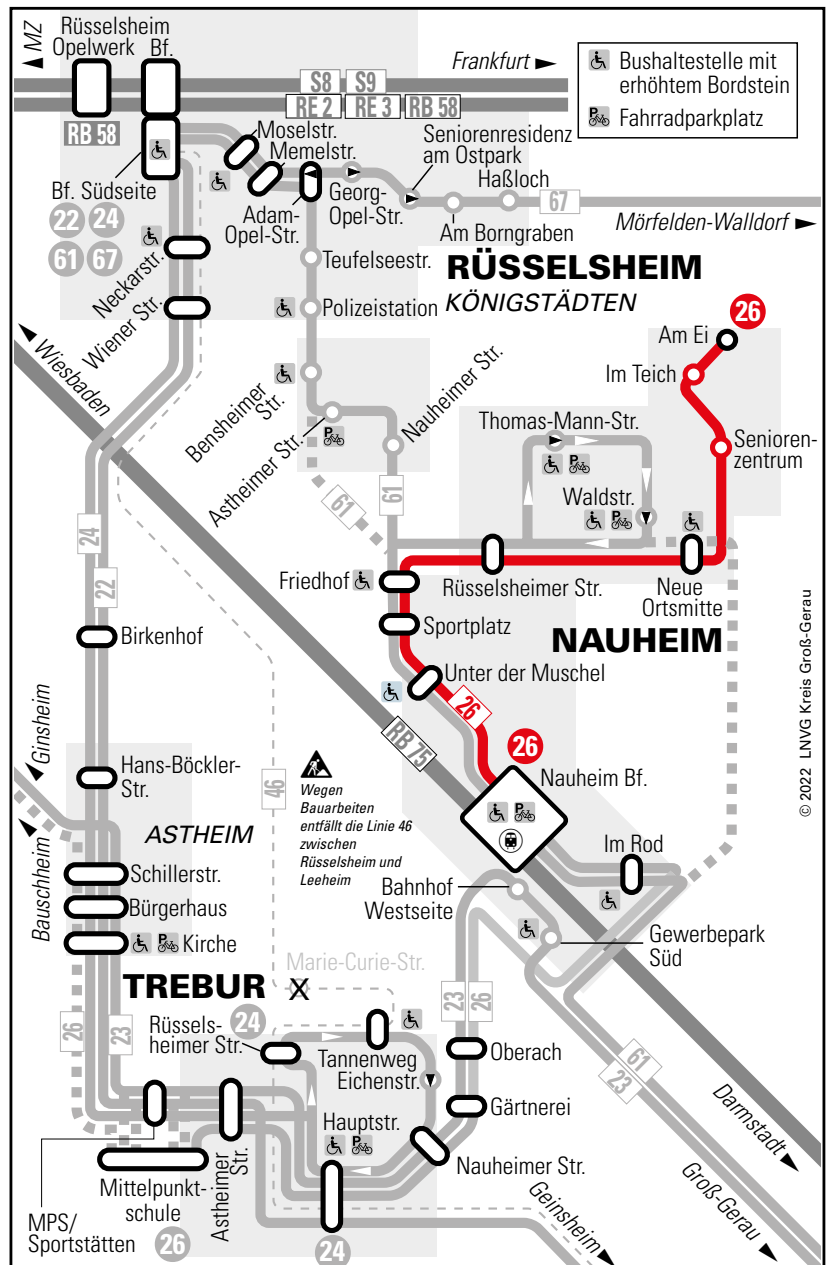 MZ
Rüsselsheim
Opelwerk
Bf.
Frankfurt
S8
S9
RE 2
RE 3
RB 58
RB 58
Bushaltestelle mit
erhöhtem Bordstein
P
Fahrradparkplatz
Bf. Südseite
22
24
61
67
Moselstr.
Memelstr.
Adam-
Opel-Str.
Georg-
Opel-Str.
Seniorenresidenz
am Ostpark
Haßloch
Am Borngraben
67
Mörfelden-Walldorf
Neckarstr.
Wiener Str.
Teufelseestr.
Polizeistation
RÜSSELSHEIM
KÖNIGSTÄDTEN
Wiesbaden
Bensheimer
Str.
Astheimer Str.
P
Nauheimer Str.
26
Am Ei
Im Teich
Senioren-
zentrum
Thomas-Mann-Str.
P
Waldstr.
P
61
61
24
22
Friedhof
Rüsselsheimer Str.
Neue
Ortsmitte
Sportplatz
NAUHEIM
Birkenhof
Unter der Muschel
26
RB 75
26
Nauheim Bf.
P
Ginsheim
Hans-Böckler-
Str.
46
Wegen
Bauarbeiten
entfällt die Linie 46
zwischen
Rüsselsheim und
Leeheim
ASTHEIM
Bauschheim
Schillerstr.
Bürgerhaus
P
Kirche
Im Rod
Bahnhof
Westseite
Gewerbepark
Süd
TREBUR
Marie-Curie-Str.
X
26
23
Rüssels-
heimer Str.
24
Tannenweg
Eichenstr.
23
26
Oberach
Gärtnerei
61
23
Hauptstr.
P
Nauheimer Str.
Darmstadt
Groß-Gerau
Geinsheim
Mittelpunkt-
schule
26
Astheimer
Str.
24
MPS/
Sportstätten
© 2022 LNVG Kreis Groß-Gerau